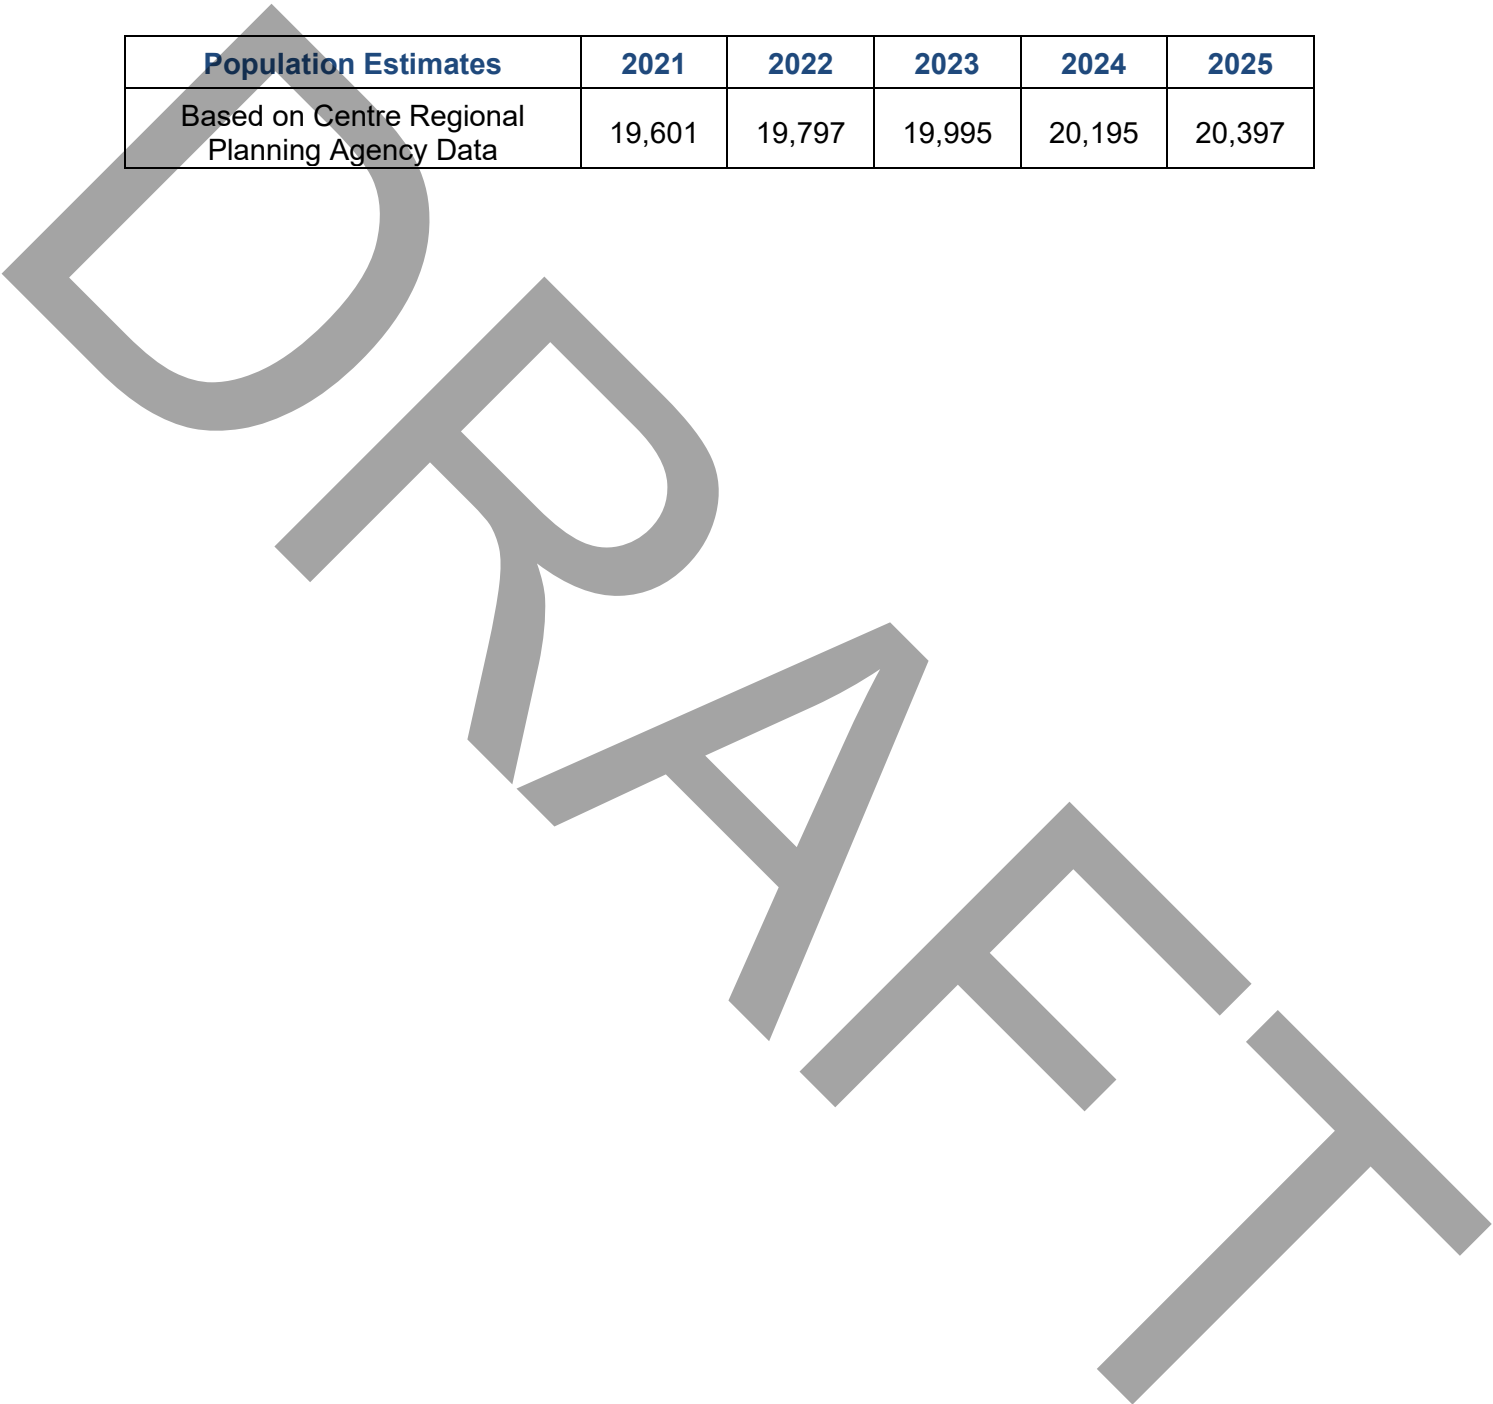 Population Estimates 2021 2022 2023 2024 2025
Based on Centre Regional
Planning Agency Data 19,601 19,797 19,995 20,195 20,397
DRAFT